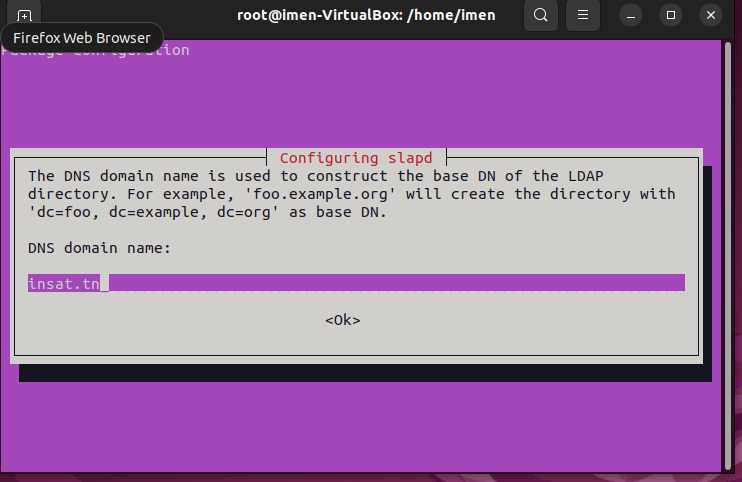 root@imen-VirtualBox: /home/imen
Firefox Web Browser
Package configuration
Configuring slapd
The DNS domain name is used to construct the base DN of the LDAP
directory. For example, 'foo.example.org' will create the directory with
'dc=foo, dc=example, dc=org' as base DN.
DNS domain name:
insat.tn
<Ok>